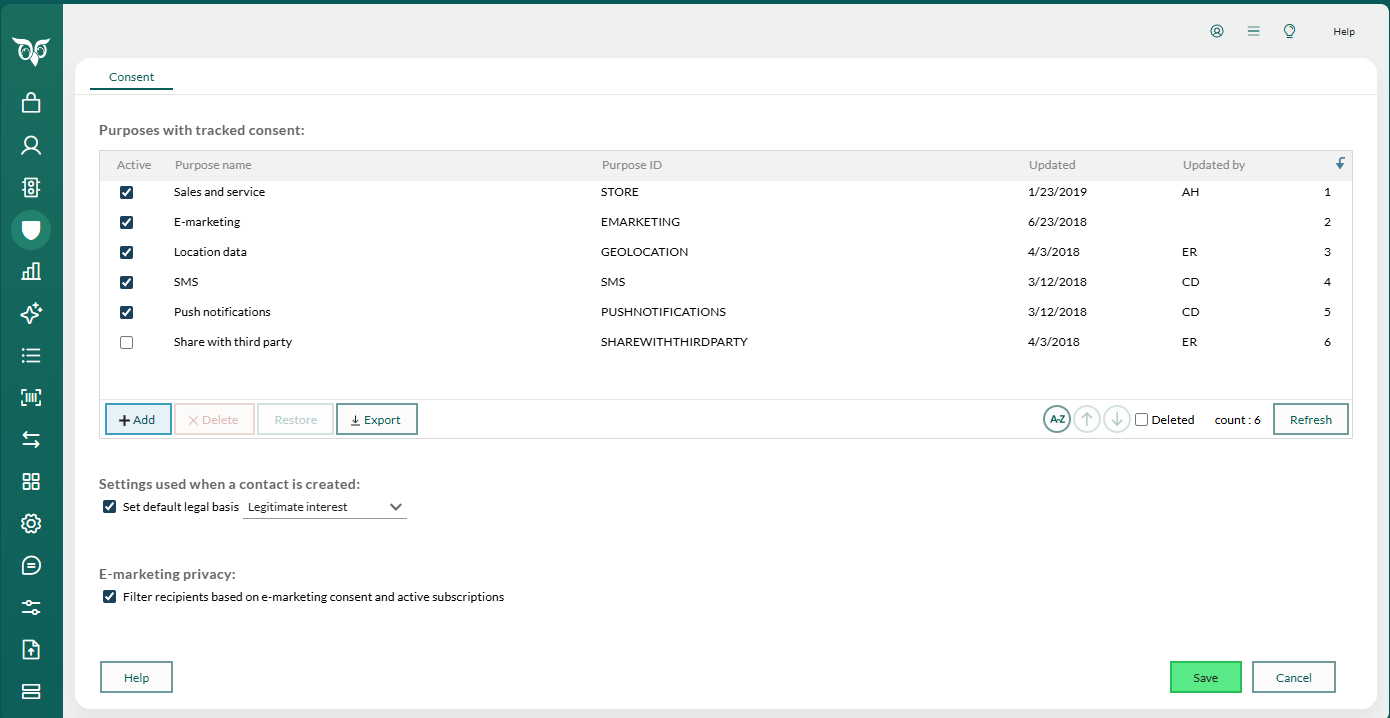 Help
Consent
Purposes with tracked consent:
Active Purpose name Purpose ID Updated Updated by
Sales and service STORE 1/23/2019 AH 1
E-marketing EMARKETING 6/23/2018 2
Location data GEOLOCATION 4/3/2018 ER 3
SMS SMS 3/12/2018 CD 4
Push notifications PUSHNOTIFICATIONS 3/12/2018 CD 5
Share with third party SHAREWITHTHIRDPARTY 4/3/2018 ER 6
Add Delete Restore Export A-Z Deleted count : 6 Refresh
Settings used when a contact is created:
Set default legal basis Legitimate interest
E-marketing privacy:
Filter recipients based on e-marketing consent and active subscriptions
Help Save Cancel